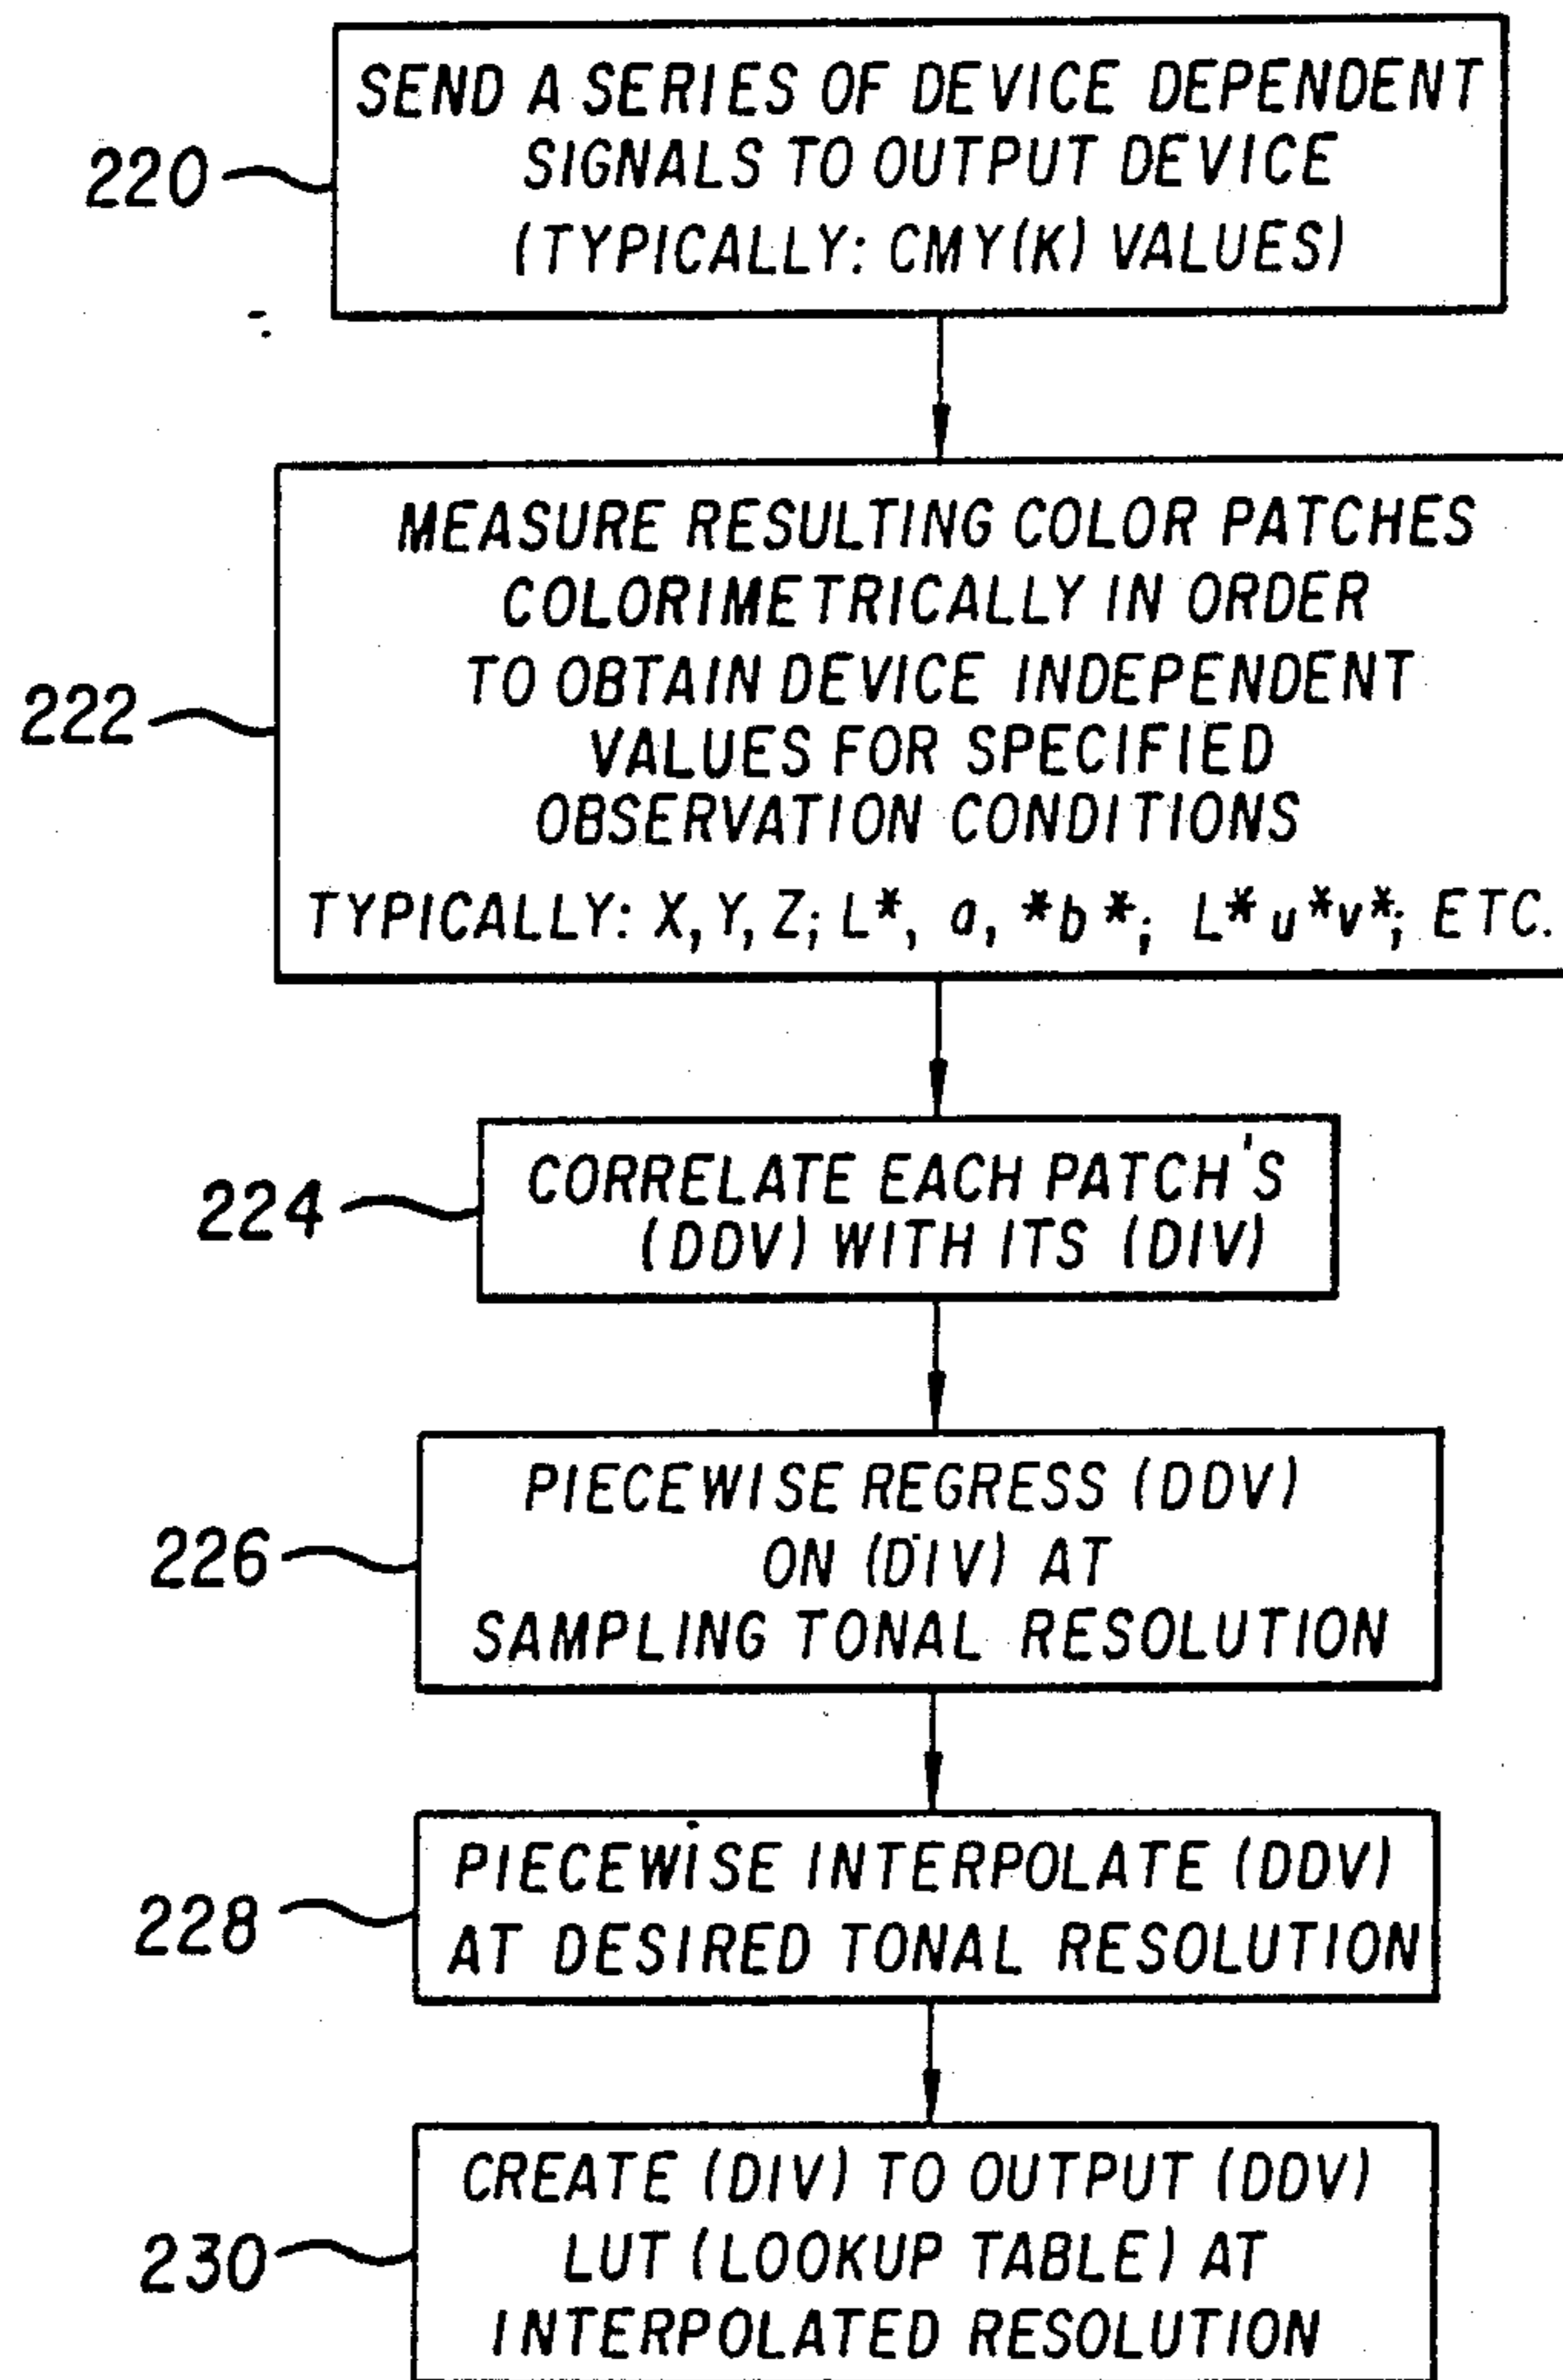 SEND A SERIES OF DEVICE DEPENDENT
SIGNALS TO OUTPUT DEVICE
(TYPICALLY: CMY(K) VALUES)
220
MEASURE RESULTING COLOR PATCHES
COLORIMETRICALLY IN ORDER
TO OBTAIN DEVICE INDEPENDENT
VALUES FOR SPECIFIED
OBSERVATION CONDITIONS
TYPICALLY: X, Y, Z; L*, a, *b*; L*u*v*; ETC.
222
CORRELATE EACH PATCH'S
(DDV) WITH ITS (DIV)
224
PIECEWISE REGRESS (DDV)
ON (DIV) AT
SAMPLING TONAL RESOLUTION
226
PIECEWISE INTERPOLATE (DDV)
AT DESIRED TONAL RESOLUTION
228
CREATE (DIV) TO OUTPUT (DDV)
LUT (LOOKUP TABLE) AT
INTERPOLATED RESOLUTION
230